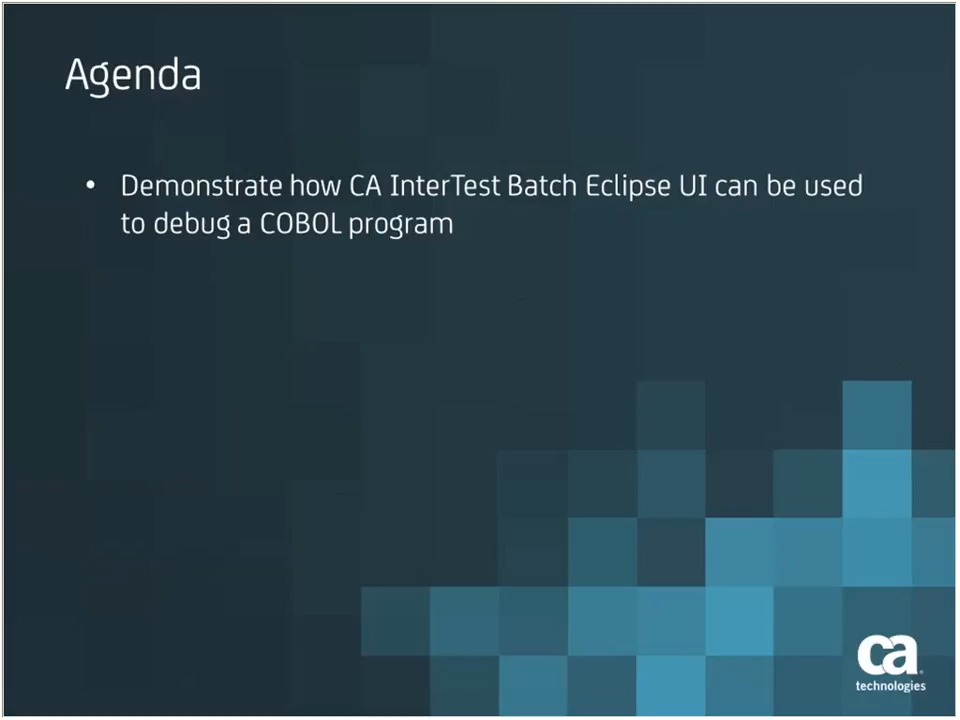 Agenda
• Demonstrate how CA InterTest Batch Eclipse UI can be used
to debug a COBOL program
ca
technologies